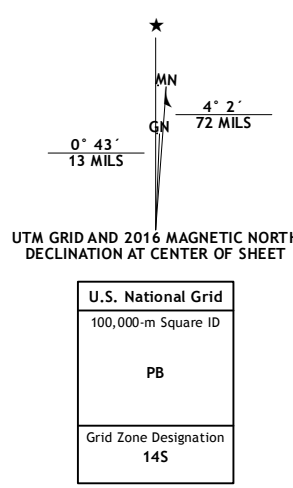 ★
MN
4° 2´
72 MILS
GN
0° 43´
13 MILS
UTM GRID AND 2016 MAGNETIC NORTH
DECLINATION AT CENTER OF SHEET
U.S. National Grid
100,000-m Square ID
PB
Grid Zone Designation
14S